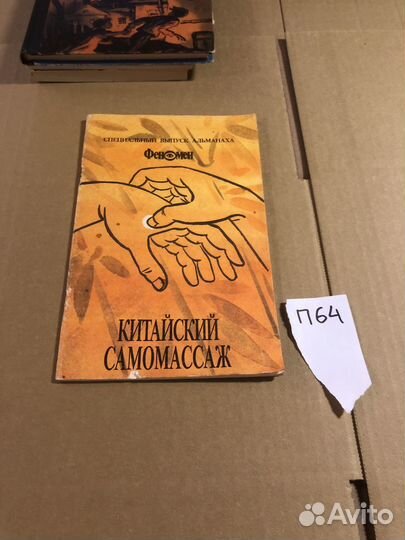 СПЕЦИАЛЬНЫЙ ВЫПУСК АЛЬМАНАХА
Феномен
КИТАЙСКИЙ
САМОМАССАЖ
П64
Avito